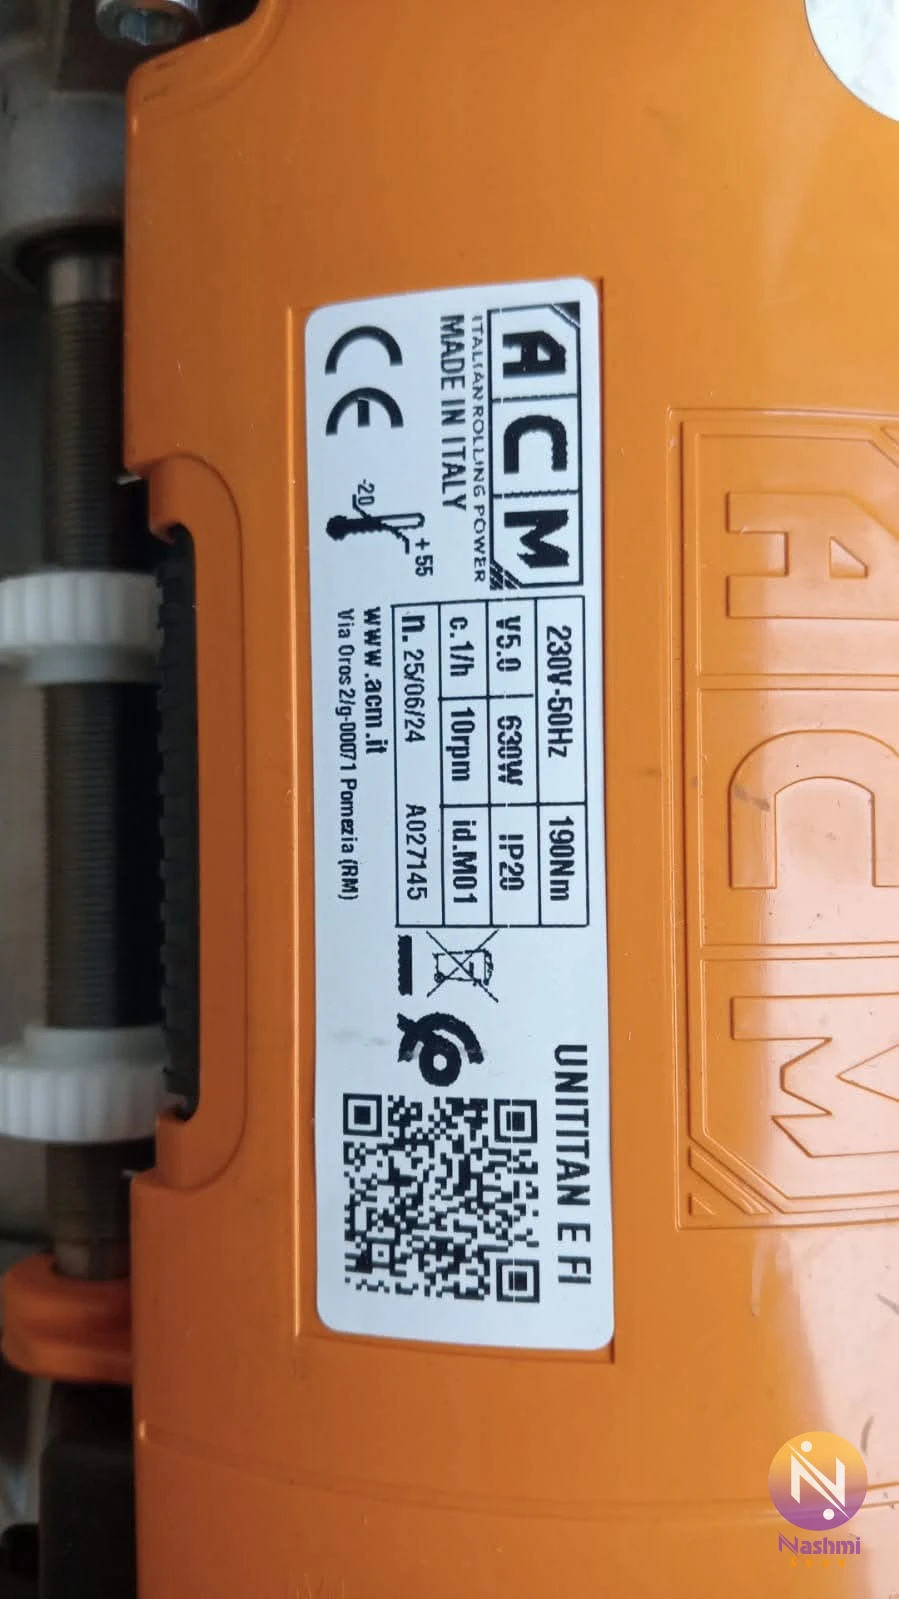 ACM
ITALIAN ROLLING POWER
MADE IN ITALY
CE
-20 +55
230V-50Hz 190Nm
V5.0 630W IP20
c.1/h 10rpm id.M01
n. 25/06/24 A027145
www.acm.it
Via Oros 2/g-00071 Pomezia (RM)
UNITITAN E FI
ACM
N
Nashmi